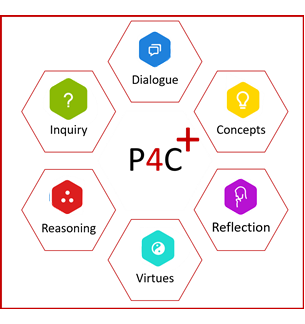 Dialogue
Inquiry
Concepts
P4C+
Reasoning
Reflection
Virtues